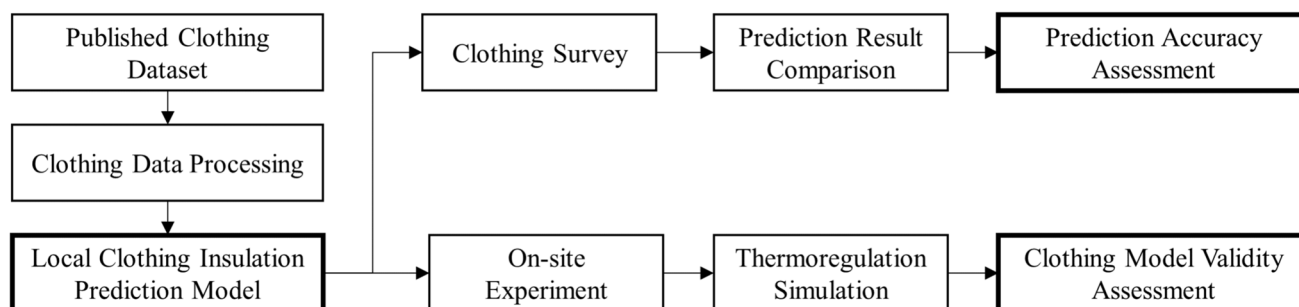 Published Clothing
Dataset
Clothing Survey
Prediction Result
Comparison
Prediction Accuracy
Assessment
Clothing Data Processing
Local Clothing Insulation
Prediction Model
On-site
Experiment
Thermoregulation
Simulation
Clothing Model Validity
Assessment